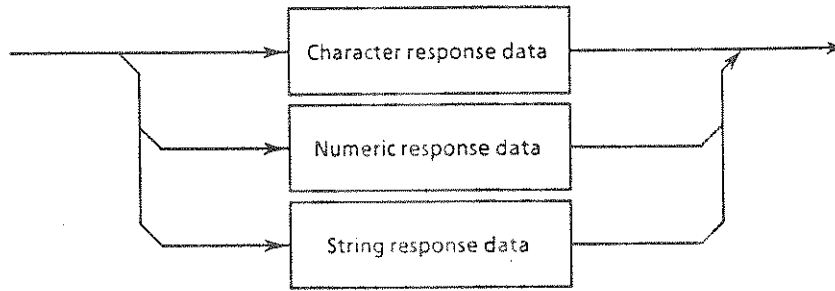 Character response data
Numeric response data
String response data